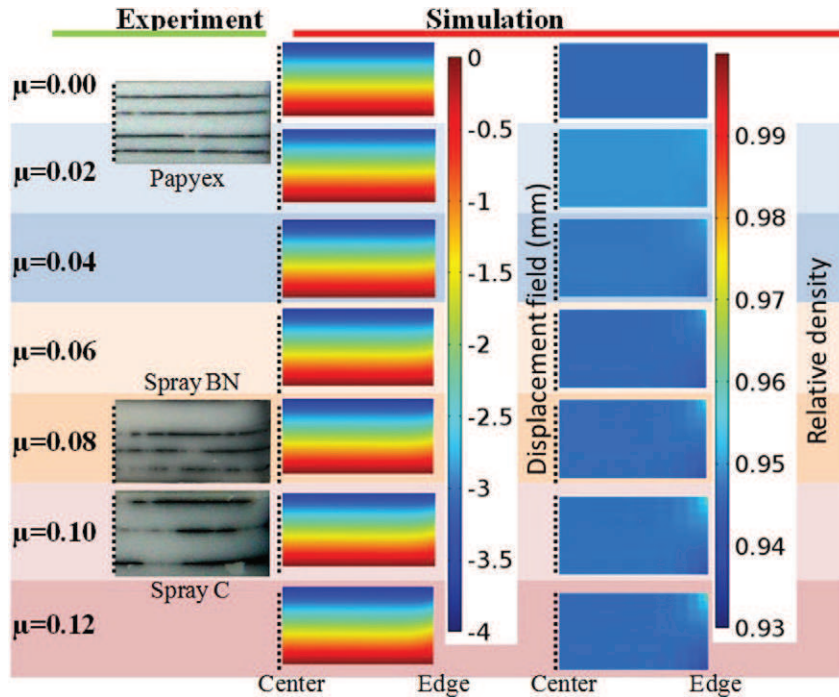 Experiment
Simulation
μ=0.00
μ=0.02
μ=0.04
μ=0.06
μ=0.08
μ=0.10
μ=0.12
Papyex
Spray BN
Spray C
0
-0.5
-1
-1.5
-2
-2.5
-3
-3.5
-4
Displacement field (mm)
0.99
0.98
0.97
0.96
0.95
0.94
0.93
Relative density
Center
Edge
Center
Edge